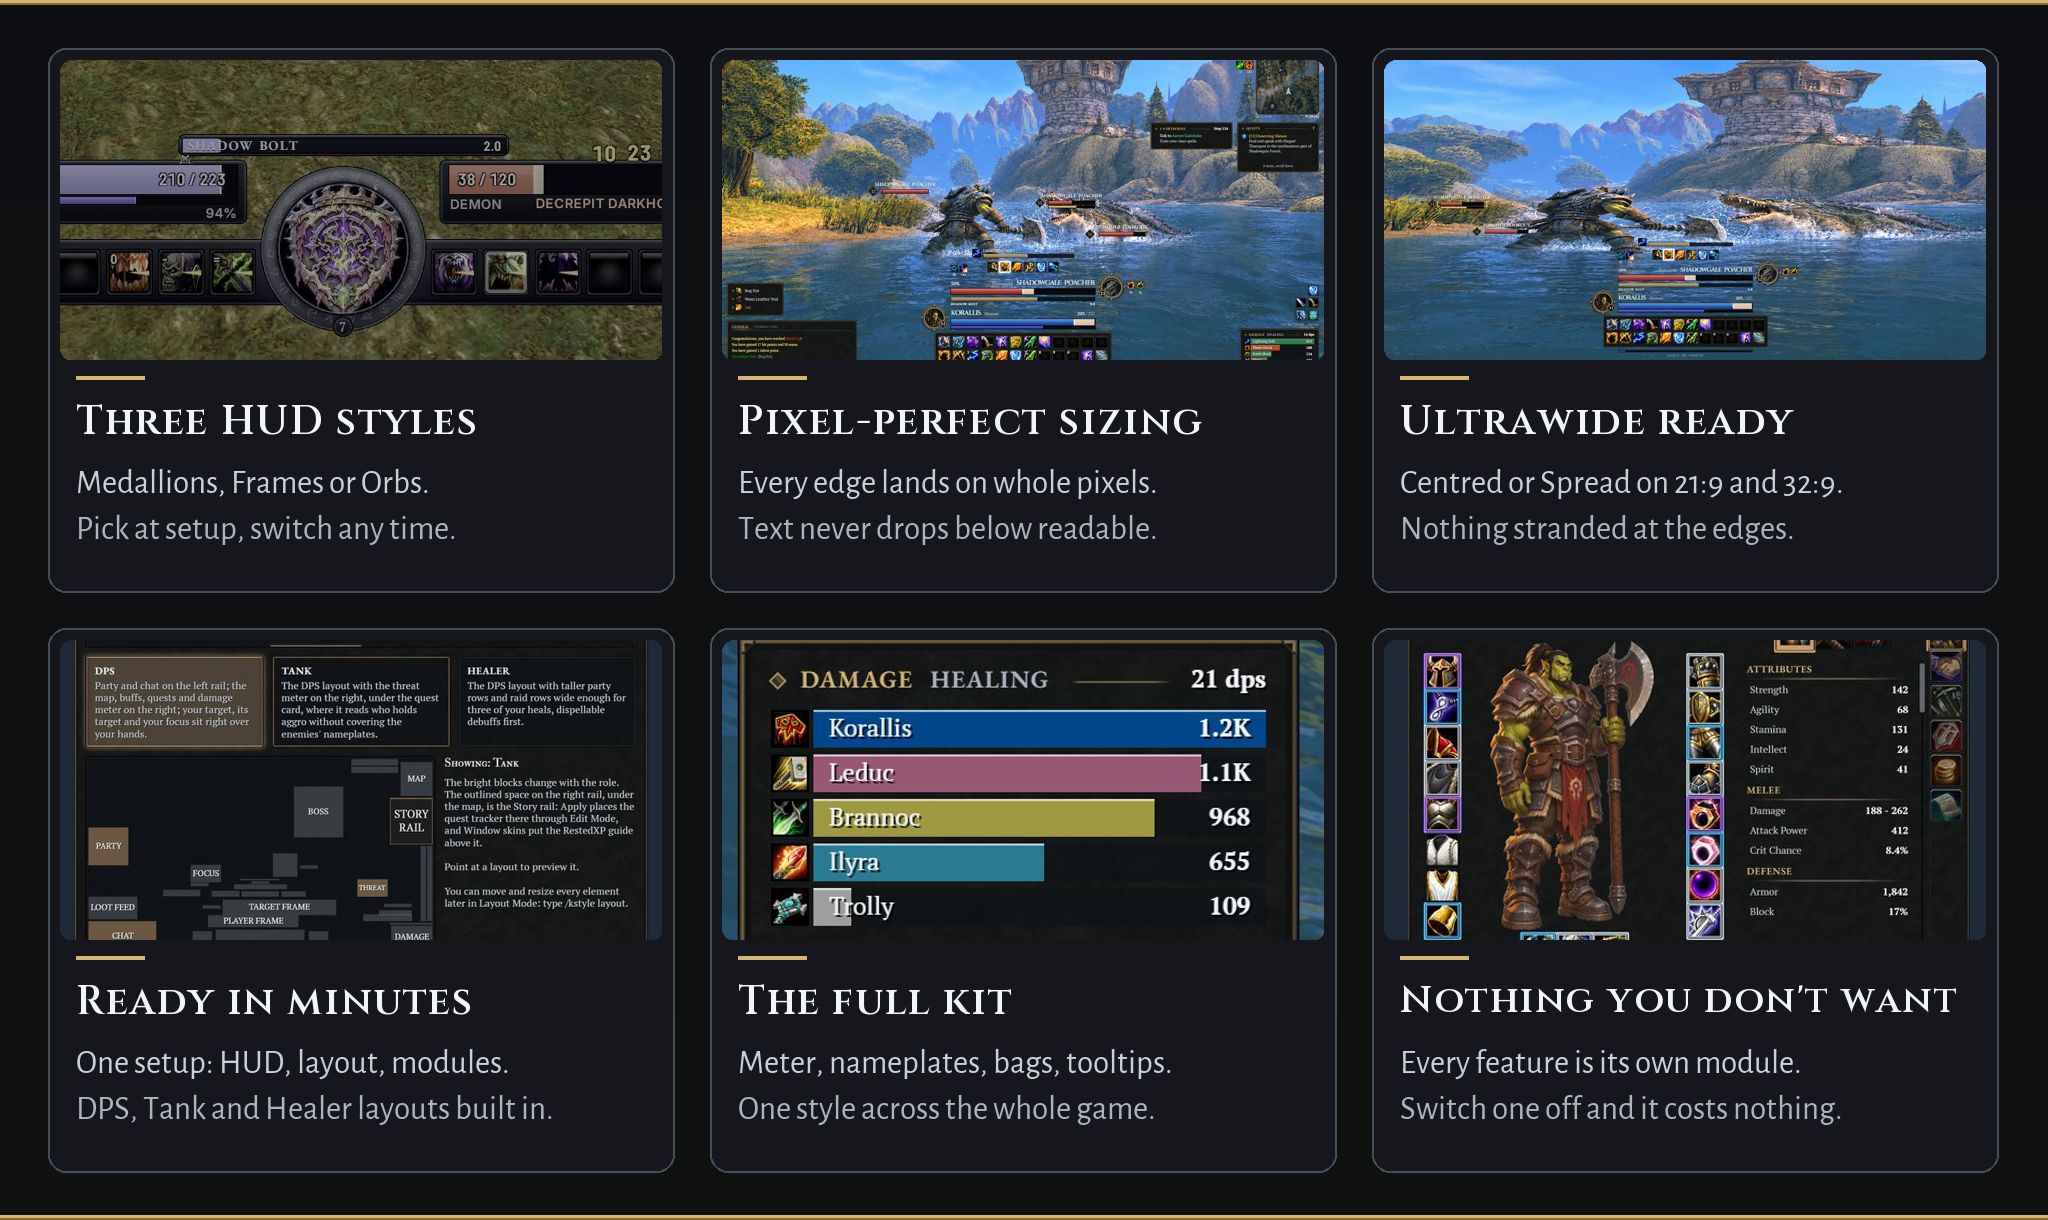 SHADOW BOLT 2.0
10 23
210 / 223
94%
38 / 120
DEMON DECREPIT DARKHO
0
7
THREE HUD STYLES
Medallions, Frames or Orbs.
Pick at setup, switch any time.
SHADOWGALE POACHER
KORALLIS
DAMAGE HEALING
PIXEL-PERFECT SIZING
Every edge lands on whole pixels.
Text never drops below readable.
SHADOWGALE POACHER
SHADOW BOLT
KORALLIS
ULTRAWIDE READY
Centred or Spread on 21:9 and 32:9.
Nothing stranded at the edges.
DPS
Party and chat on the left rail; the
map, buffs, quests and damage
meter on the right; your target, its
target and your focus sit right over
your hands.
TANK
The DPS layout with the threat
meter on the right, under the quest
card, where it reads who holds
aggro without covering the
enemies' nameplates.
HEALER
The DPS layout with taller party
rows and raid rows wide enough for
three of your heals, dispellable
debuffs first.
MAP
BOSS
STORY
RAIL
PARTY
FOCUS
THREAT
LOOT FEED
TARGET FRAME
PLAYER FRAME
CHAT
DAMAGE
SHOWING: TANK
The bright blocks change with the role.
The outlined space on the right rail, under
the map, is the Story rail: Apply places the
quest tracker there through Edit Mode,
and Window skins put the RestedXP guide
above it.
Point at a layout to preview it.
You can move and resize every element
later in Layout Mode: type /kstyle layout.
READY IN MINUTES
One setup: HUD, layout, modules.
DPS, Tank and Healer layouts built in.
DAMAGE HEALING 21 dps
Korallis 1.2K
Leduc 1.1K
Brannoc 968
Ilyra 655
Trolly 109
THE FULL KIT
Meter, nameplates, bags, tooltips.
One style across the whole game.
ATTRIBUTES
Strength 142
Agility 68
Stamina 131
Intellect 24
Spirit 41
MELEE
Damage 188 - 262
Attack Power 412
Crit Chance 8.4%
DEFENSE
Armor 1,842
Block 17%
NOTHING YOU DON'T WANT
Every feature is its own module.
Switch one off and it costs nothing.